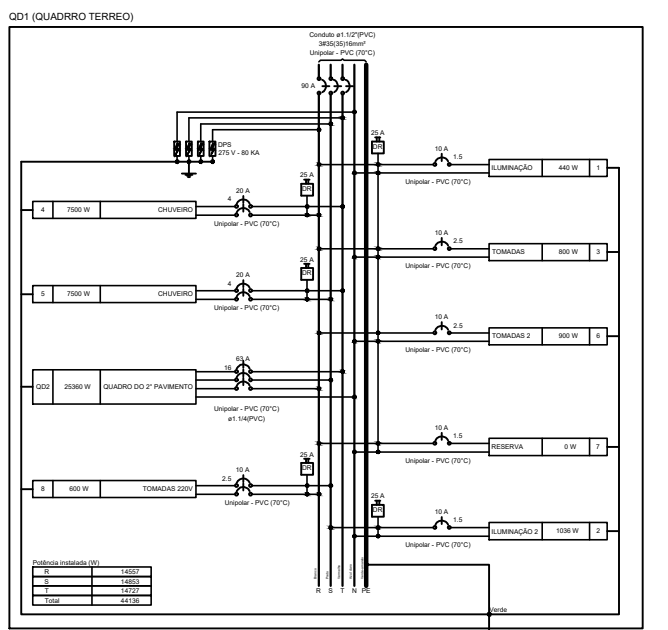 QD1 (QUADRRO TERREO)
Conduto ø1.1/2"(PVC)
3#35(35)16mm²
Unipolar - PVC (70°C)
90 A
DPS
275 V - 80 KA
25 A
DR
10 A
1.5
ILUMINAÇÃO 440 W 1
Unipolar - PVC (70°C)
25 A
DR
20 A
4
4 7500 W CHUVEIRO
Unipolar - PVC (70°C)
10 A
2.5
TOMADAS 800 W 3
Unipolar - PVC (70°C)
25 A
DR
20 A
4
5 7500 W CHUVEIRO
Unipolar - PVC (70°C)
10 A
2.5
TOMADAS 2 900 W 6
Unipolar - PVC (70°C)
63 A
16
QD2 25360 W QUADRO DO 2° PAVIMENTO
Unipolar - PVC (70°C)
ø1.1/4(PVC)
10 A
1.5
RESERVA 0 W 7
Unipolar - PVC (70°C)
25 A
DR
10 A
2.5
8 600 W TOMADAS 220V
Unipolar - PVC (70°C)
25 A
DR
10 A
1.5
ILUMINAÇÃO 2 1036 W 2
Unipolar - PVC (70°C)
Potência instalada (W)
R 14557
S 14853
T 14727
Total 44136
R S T N PE
Verde